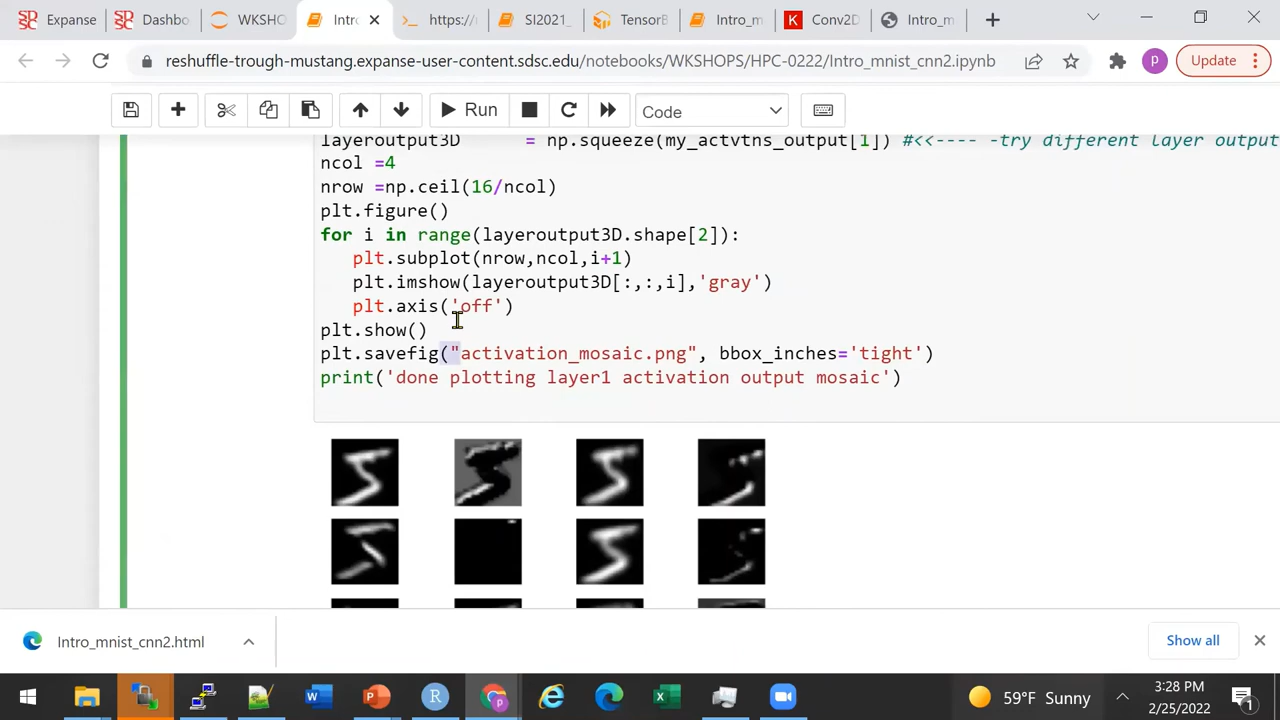 Expanse
Dashbo
WKSHO
Intro
https://
SI2021_
TensorB
Intro_m
K
Conv2D
Intro_m
reshuffle-trough-mustang.expanse-user-content.sdsc.edu/notebooks/WKSHOPS/HPC-0222/Intro_mnist_cnn2.ipynb
P
Update
Run
Code
layeroutput3D = np.squeeze(my_actvtns_output[1]) #<<---- -try different layer output
ncol =4
nrow =np.ceil(16/ncol)
plt.figure()
for i in range(layeroutput3D.shape[2]):
plt.subplot(nrow,ncol,i+1)
plt.imshow(layeroutput3D[:,:,i],'gray')
plt.axis('off')
plt.show()
plt.savefig("activation_mosaic.png", bbox_inches='tight')
print('done plotting layer1 activation output mosaic')
Intro_mnist_cnn2.html
Show all
59°F Sunny
3:28 PM
2/25/2022
1